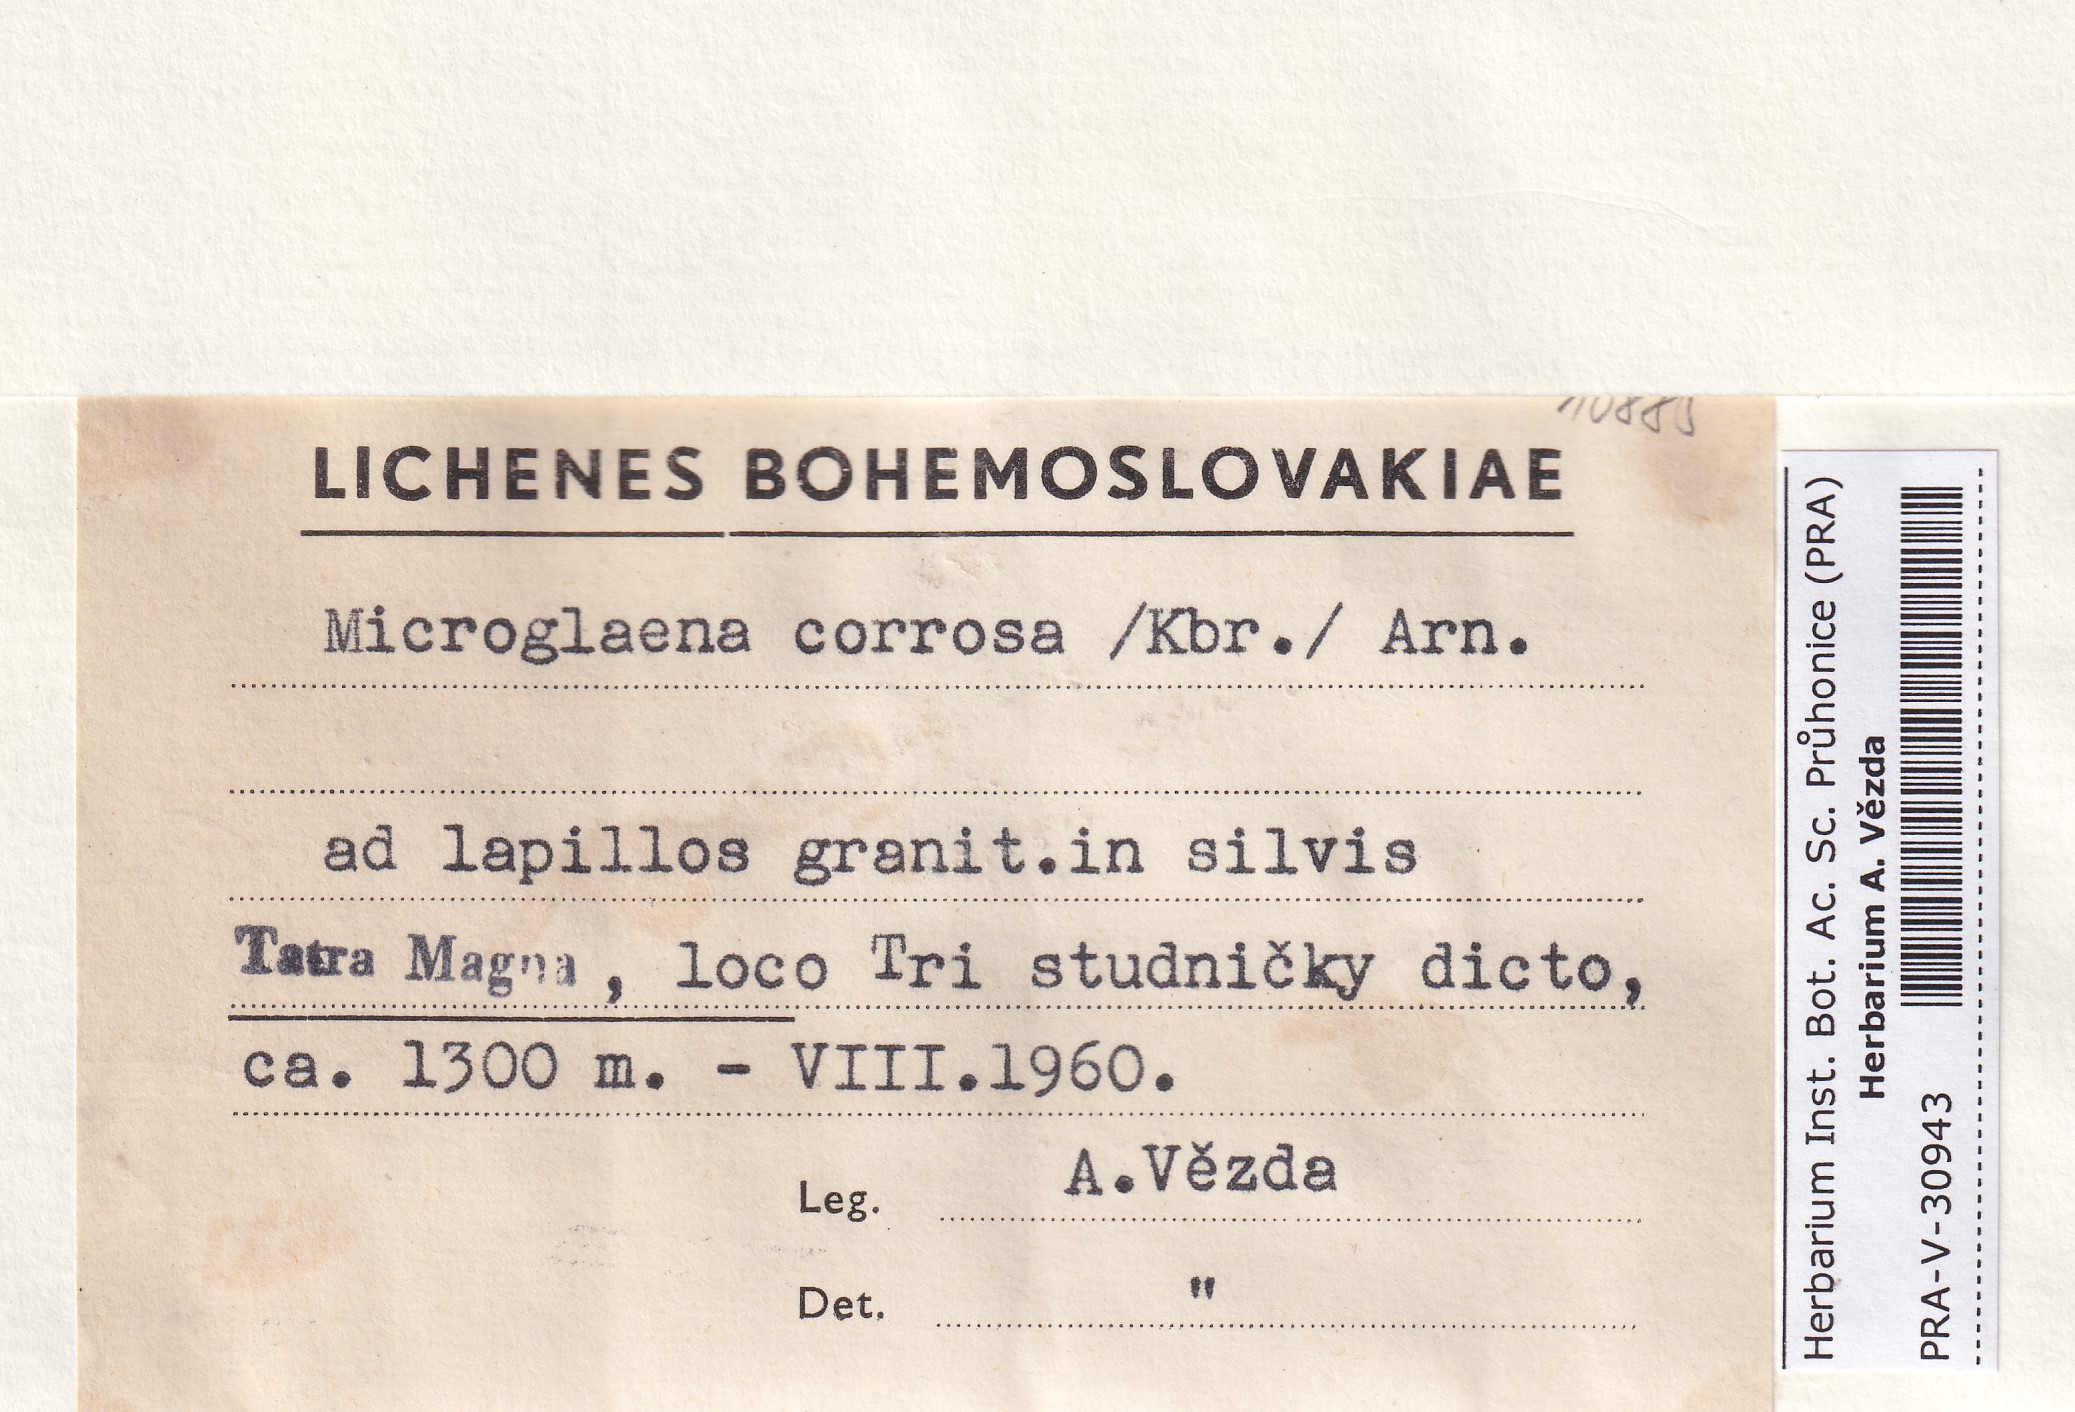 LICHENES BOHEMOSLOVAKIAE
Microglaena corrosa /Kbr./ Arn.
ad lapillos granit.in silvis
Tatra Magna, loco Tri studničky dicto,
ca. 1300 m. - VIII.1960.
Leg. A.Vězda
Det. "
Herbarium Inst. Bot. Ac. Sc. Průhonice (PRA)
Herbarium A. Vězda
PRA-V-30943